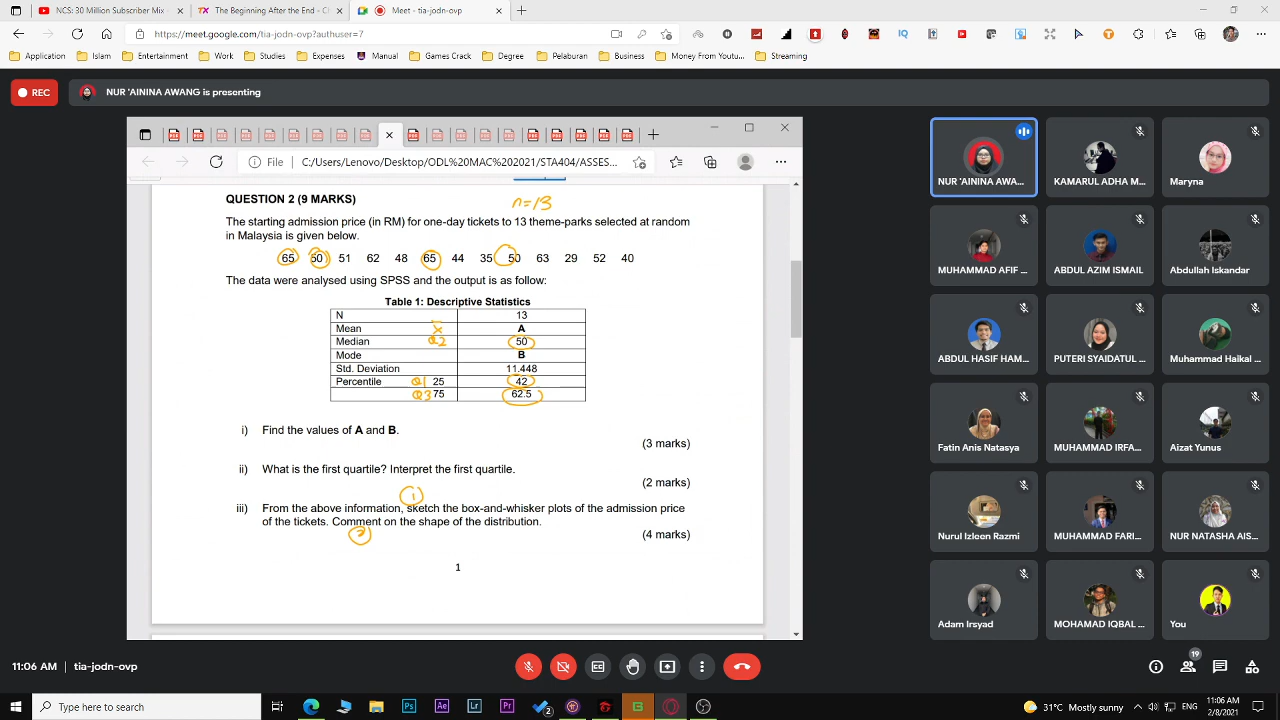 NCS: 30 Million Subscriber Mix -
The Beginning After the End - Cl
Meet - tia-jodn-ovp
https://meet.google.com/tia-jodn-ovp?authuser=7
Application
Islam
Entertainment
Work
Studies
Expenses
Manual
Games Crack
Degree
Pelaburan
Business
Money From Youtu...
Streaming
REC
NUR 'AININA AWANG is presenting
File
C:/Users/Lenovo/Desktop/ODL%20MAC%202021/STA404/ASSES...
QUESTION 2 (9 MARKS)
n=13
The starting admission price (in RM) for one-day tickets to 13 theme-parks selected at random
in Malaysia is given below.
65 50 51 62 48 65 44 35 50 63 29 52 40
The data were analysed using SPSS and the output is as follow:
Table 1: Descriptive Statistics
N 13
Mean x̄ A
Median Q2 50
Mode B
Std. Deviation 11.448
Percentile Q1 25 42
Q3 75 62.5
i) Find the values of A and B.
(3 marks)
ii) What is the first quartile? Interpret the first quartile.
(2 marks)
1
iii) From the above information, sketch the box-and-whisker plots of the admission price
of the tickets. Comment on the shape of the distribution.
2
(4 marks)
1
NUR 'AININA AWA...
KAMARUL ADHA M...
Maryna
MUHAMMAD AFIF ...
ABDUL AZIM ISMAIL
Abdullah Iskandar
ABDUL HASIF HAM...
PUTERI SYAIDATUL ...
Muhammad Haikal ...
Fatin Anis Natasya
MUHAMMAD IRFA...
Aizat Yunus
Nurul Izleen Razmi
MUHAMMAD FARI...
NUR NATASHA AIS...
Adam Irsyad
MOHAMAD IQBAL ...
You
11:06 AM | tia-jodn-ovp
19
Type here to search
31°C Mostly sunny
ENG
11:06 AM
2/8/2021